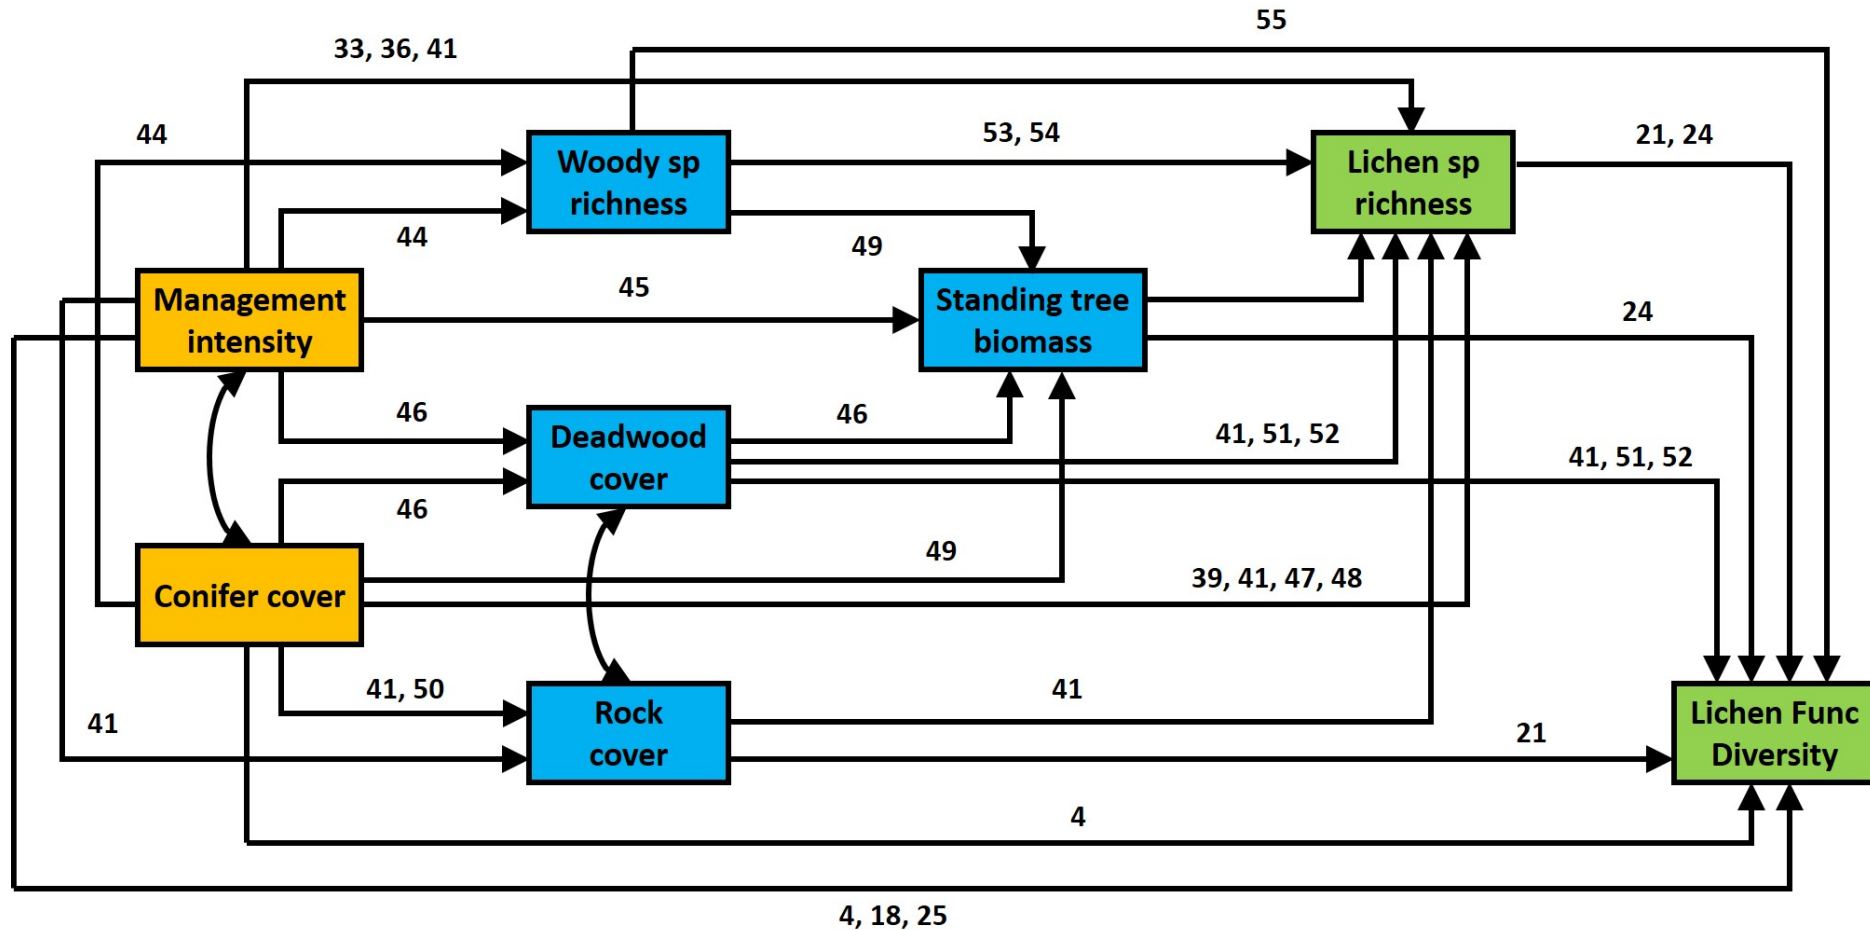 55
33, 36, 41
44
53, 54
21, 24
Woody sp
richness
Lichen sp
richness
44
49
45
24
Management
intensity
Standing tree
biomass
46
46
41, 51, 52
41, 51, 52
Deadwood
cover
46
49
39, 41, 47, 48
Conifer cover
41, 50
41
41
21
Rock
cover
Lichen Func
Diversity
4
4, 18, 25